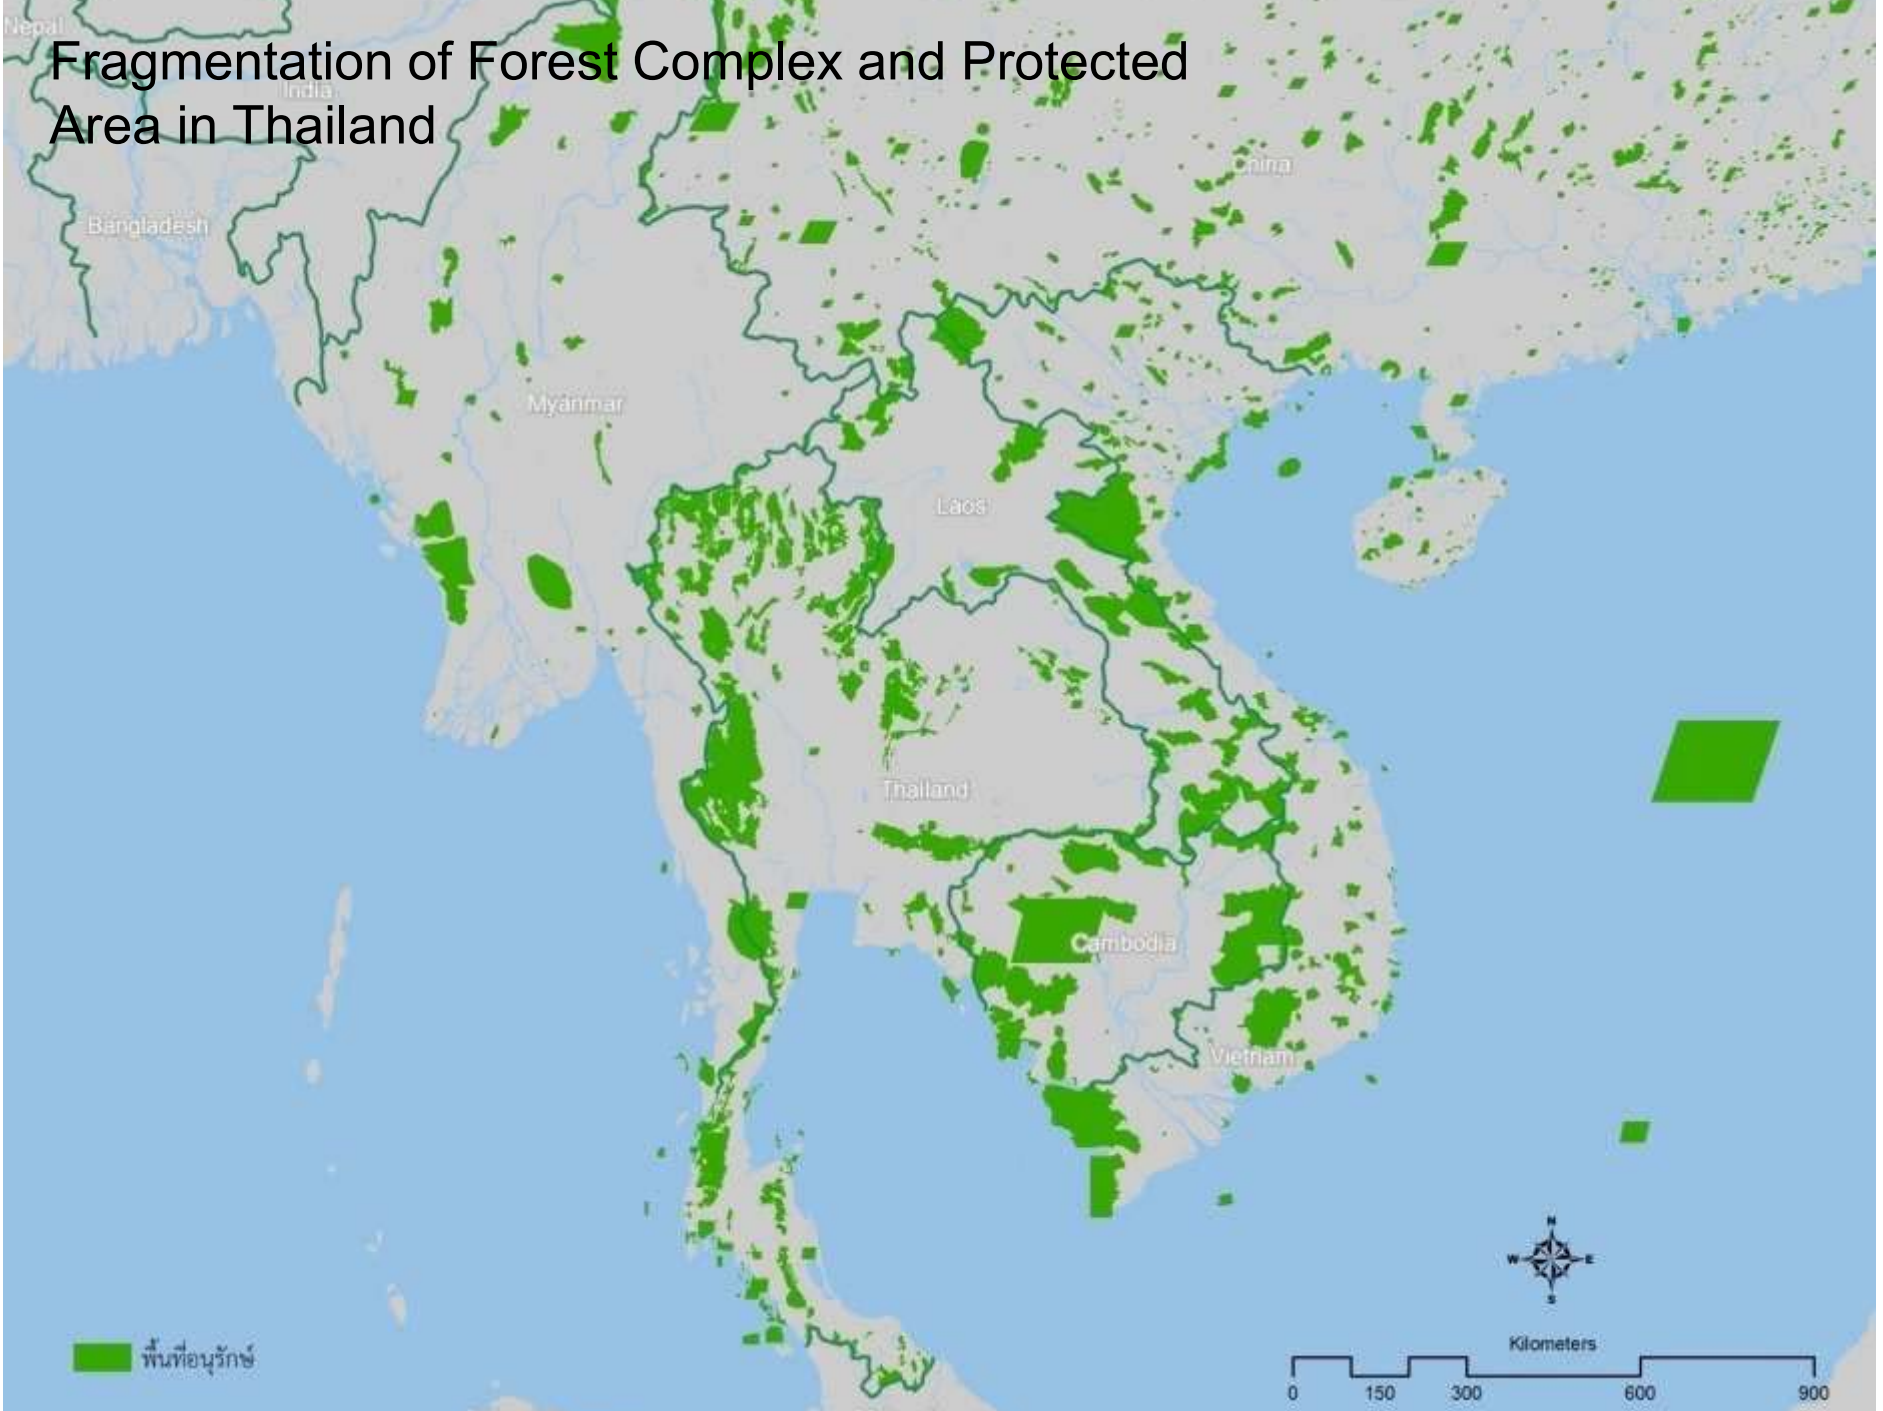 Nepal
Fragmentation of Forest Complex and Protected
India
Area in Thailand
China
Bangladesh
Myanmar
Laos
Thailand
Cambodia
Vietnam
N
W E
S
Kilometers
พื้นที่อนุรักษ์
0 150 300 600 900